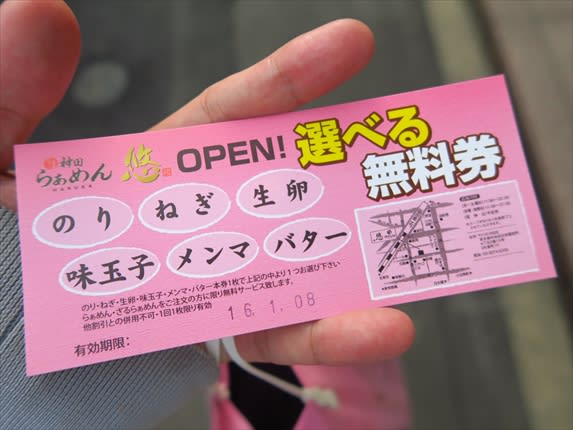 村田
らぁめん 悠 OPEN! 選べる
HARUKA
無料券
のり ねぎ 生卵
味玉子 メンマ バター
のり・ねぎ・生卵・味玉子・メンマ・バター本券1枚で上記の中より1つお選び下さい
らぁめん・ざるらぁめんをご注文の方に限り無料サービス致します。
他割引との併用不可・1回1枚限り有効
有効期限:
16.1.08